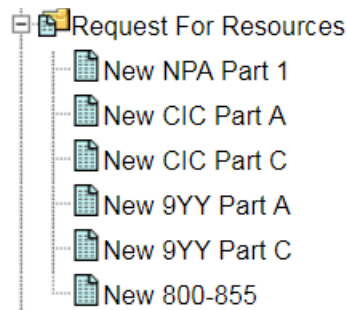 Request For Resources
New NPA Part 1
New CIC Part A
New CIC Part C
New 9YY Part A
New 9YY Part C
New 800-855